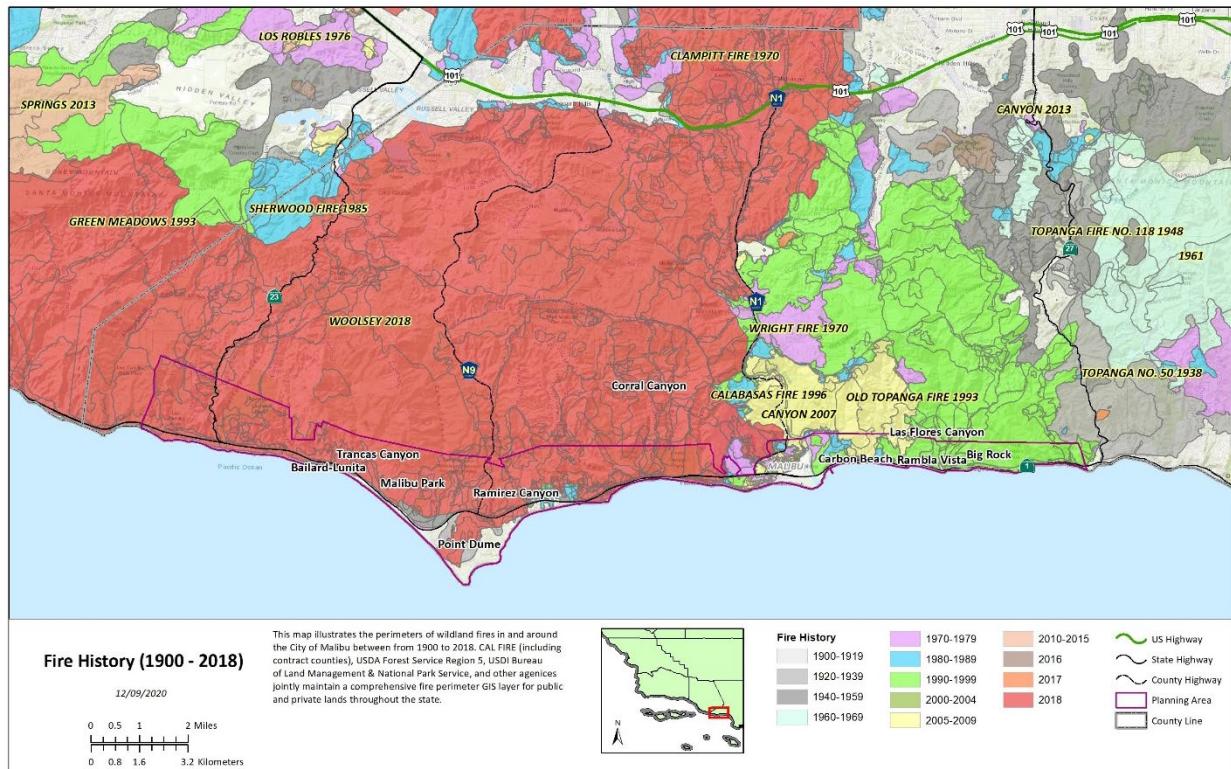 LOS ROBLES 1976
CLAMPITT FIRE 1970
101
101
101
101
101
HIDDEN VALLEY
RUSSELL VALLEY
RUSSELL VALLEY
N1
SPRINGS 2013
CANYON 2013
GREEN MEADOWS 1993
SHERWOOD FIRE 1985
TOPANGA FIRE NO. 118 1948
27
1961
23
WOOLSEY 2018
N1
WRIGHT FIRE 1970
N9
Corral Canyon
TOPANGA NO. 50 1938
CALABASAS FIRE 1996
OLD TOPANGA FIRE 1993
CANYON 2007
Las Flores Canyon
Trancas Canyon
Pacific Ocean
Bailard-Lunita
MALIBU
Carbon Beach
Rambla Vista
Big Rock
1
Malibu Park
Ramirez Canyon
Point Dume
Fire History (1900 - 2018)
12/09/2020
0 0.5 1 2 Miles
0 0.8 1.6 3.2 Kilometers
This map illustrates the perimeters of wildland fires in and around
the City of Malibu between from 1900 to 2018. CAL FIRE (including
contract counties), USDA Forest Service Region 5, USDI Bureau
of Land Management & National Park Service, and other agences
jointly maintain a comprehensive fire perimeter GIS layer for public
and private lands throughout the state.
N
Fire History
1900-1919
1920-1939
1940-1959
1960-1969
1970-1979
1980-1989
1990-1999
2000-2004
2005-2009
2010-2015
2016
2017
2018
US Highway
State Highway
County Highway
Planning Area
County Line